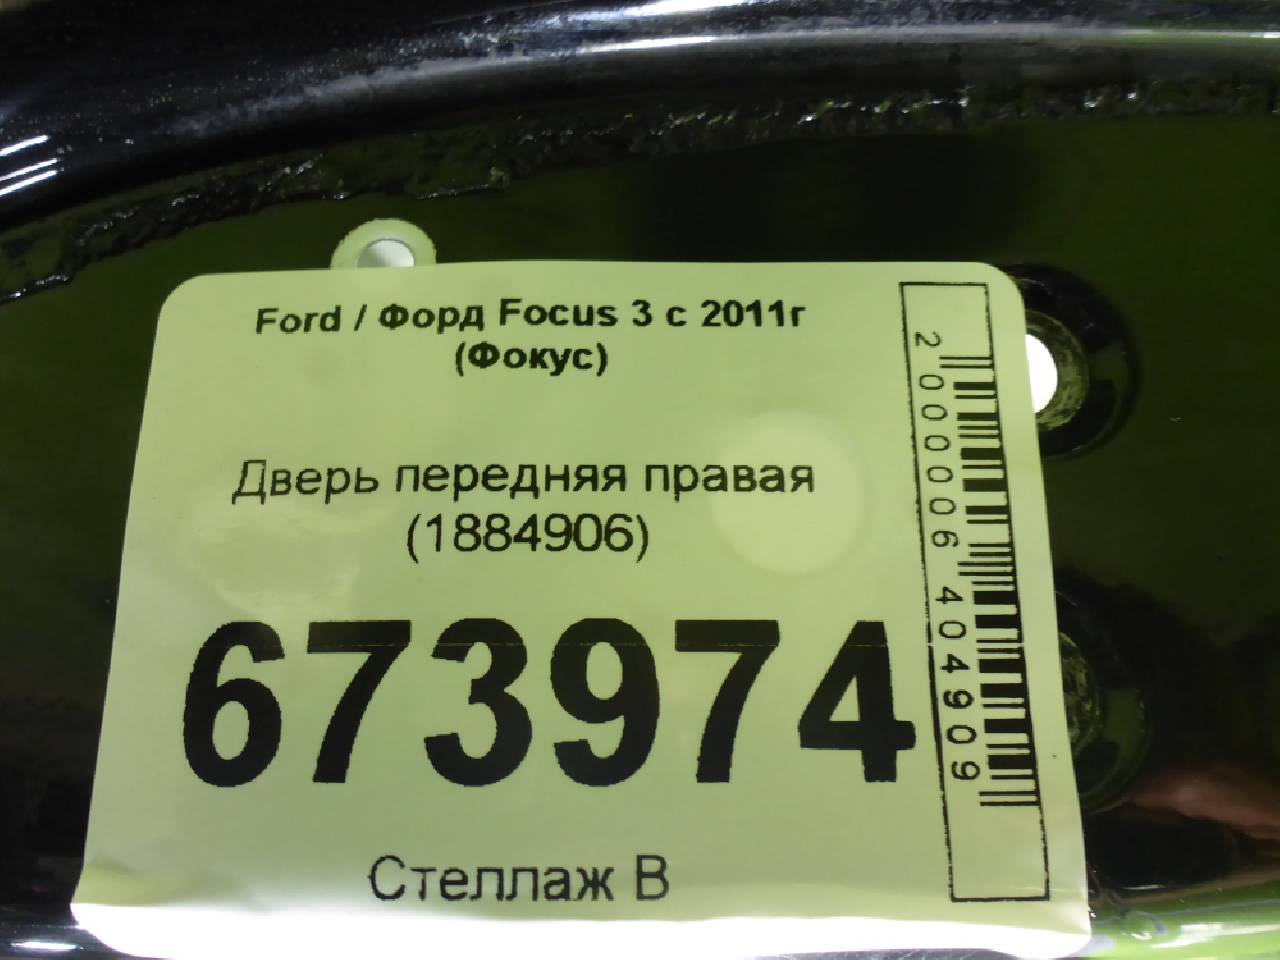 Ford / Форд Focus 3 с 2011г
(Фокус)
Дверь передняя правая
(1884906)
673974
Стеллаж В
2000006404909